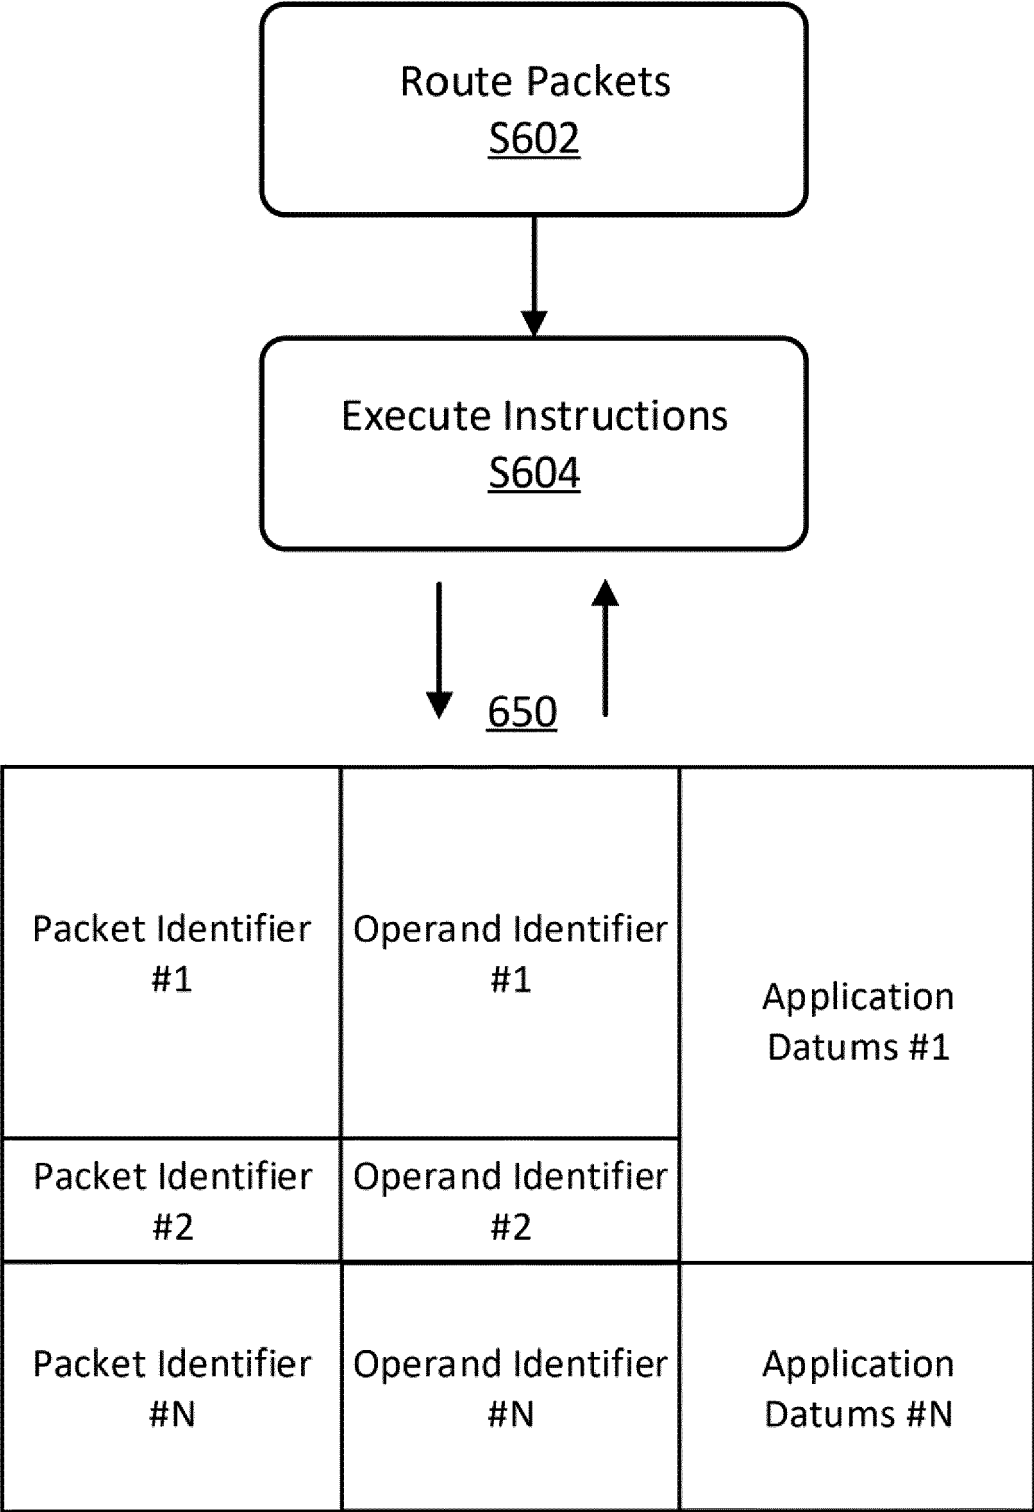 Route Packets
S602
Execute Instructions
S604
650
Packet Identifier
#1
Operand Identifier
#1
Application
Datums #1
Packet Identifier
#2
Operand Identifier
#2
Packet Identifier
#N
Operand Identifier
#N
Application
Datums #N